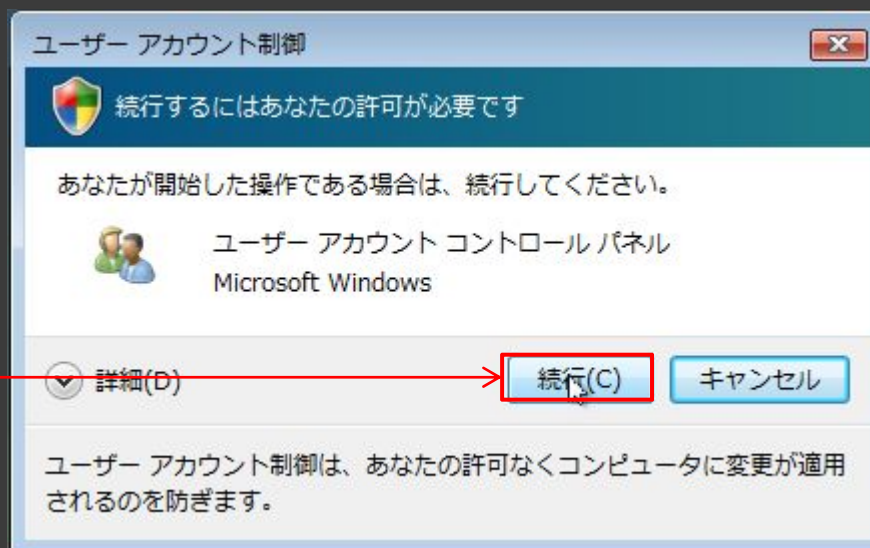 ユーザー アカウント制御
続行するにはあなたの許可が必要です
あなたが開始した操作である場合は、続行してください。
ユーザー アカウント コントロール パネル
Microsoft Windows
詳細(D)
続行(C)
キャンセル
ユーザー アカウント制御は、あなたの許可なくコンピュータに変更が適用
されるのを防ぎます。